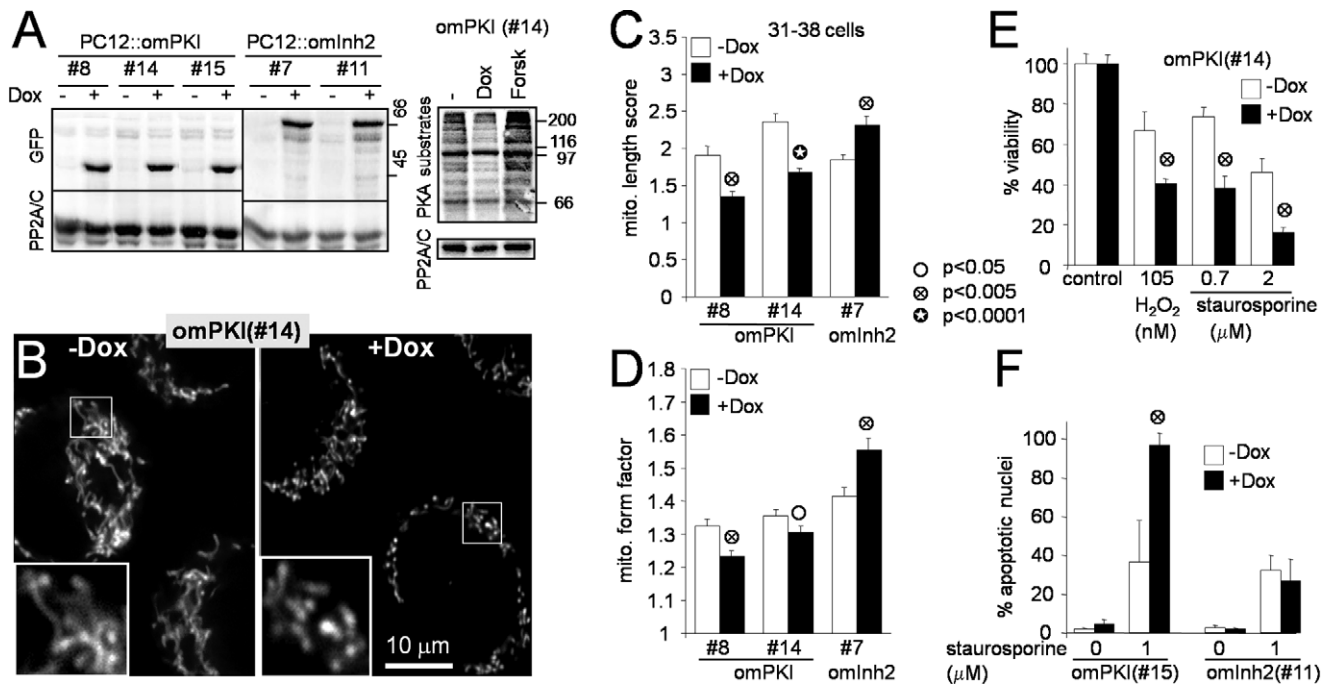 A
PC12::omPKI
PC12::omInh2
#8 #14 #15 #7 #11
Dox - + - + - + - + - +
GFP
PP2A/C
66
45
omPKI (#14)
- Dox Forsk
PKA substrates
200
116
97
66
PP2A/C
B
omPKI(#14)
-Dox
+Dox
10 μm
C
31-38 cells
-Dox
+Dox
mito. length score
3.5
3
2.5
2
1.5
1
0.5
0
#8 #14 #7
omPKI omInh2
p<0.05
p<0.005
p<0.0001
D
-Dox
+Dox
mito. form factor
1.8
1.7
1.6
1.5
1.4
1.3
1.2
1.1
1
#8 #14 #7
omPKI omInh2
E
omPKI(#14)
-Dox
+Dox
% viability
100
80
60
40
20
0
control 105 0.7 2
H₂O₂ staurosporine
(nM) (μM)
F
-Dox
+Dox
% apoptotic nuclei
100
80
60
40
20
0
staurosporine 0 1 0 1
(μM) omPKI(#15) omInh2(#11)